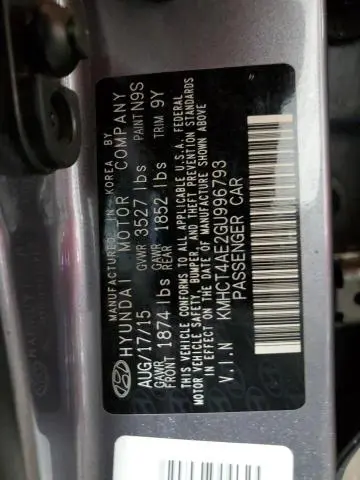 MANUFACTURED IN KOREA BY
HYUNDAI MOTOR COMPANY
AUG/17/15 GVWR 3527 lbs PAINT N9S
GAWR FRONT 1874 lbs GAWR REAR 1852 lbs TRIM 9Y
THIS VEHICLE CONFORMS TO ALL APPLICABLE U.S.A. FEDERAL
MOTOR VEHICLE SAFETY, BUMPER, AND THEFT PREVENTION STANDARDS
IN EFFECT ON THE DATE OF MANUFACTURE SHOWN ABOVE
V.I.N KMHCT4AE2GU996793
PASSENGER CAR